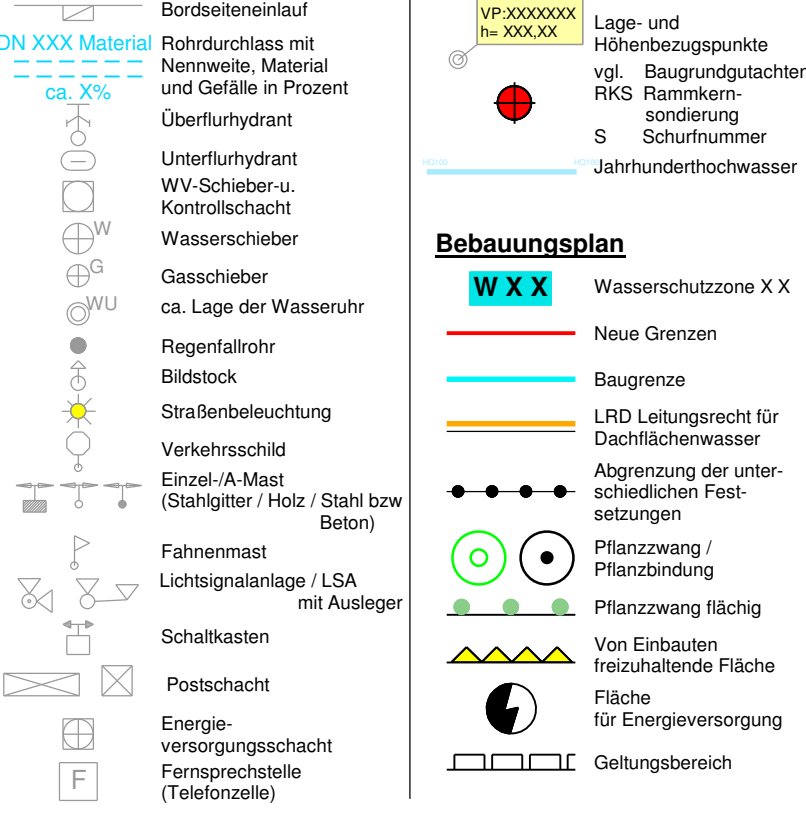 Bordseiteneinlauf
DN XXX Material
ca. X%
Rohrdurchlass mit
Nennweite, Material
und Gefälle in Prozent
Überflurhydrant
Unterflurhydrant
WV-Schieber-u.
Kontrollschacht
W
Wasserschieber
G
Gasschieber
WU
ca. Lage der Wasseruhr
Regenfallrohr
Bildstock
Straßenbeleuchtung
Verkehrsschild
Einzel-/A-Mast
(Stahlgitter / Holz / Stahl bzw
Beton)
Fahnenmast
Lichtsignalanlage / LSA
mit Ausleger
Schaltkasten
Postschacht
Energie-
versorgungsschacht
F
Fernsprechstelle
(Telefonzelle)
VP:XXXXXXX
h= XXX,XX
Lage- und
Höhenbezugspunkte
vgl. Baugrundgutachten
RKS Rammkern-
sondierung
S Schurfnummer
HQ100
HQ100
Jahrhunderthochwasser
Bebauungsplan
W X X
Wasserschutzzone X X
Neue Grenzen
Baugrenze
LRD Leitungsrecht für
Dachflächenwasser
Abgrenzung der unter-
schiedlichen Fest-
setzungen
Pflanzzwang /
Pflanzbindung
Pflanzzwang flächig
Von Einbauten
freizuhaltende Fläche
Fläche
für Energieversorgung
Geltungsbereich